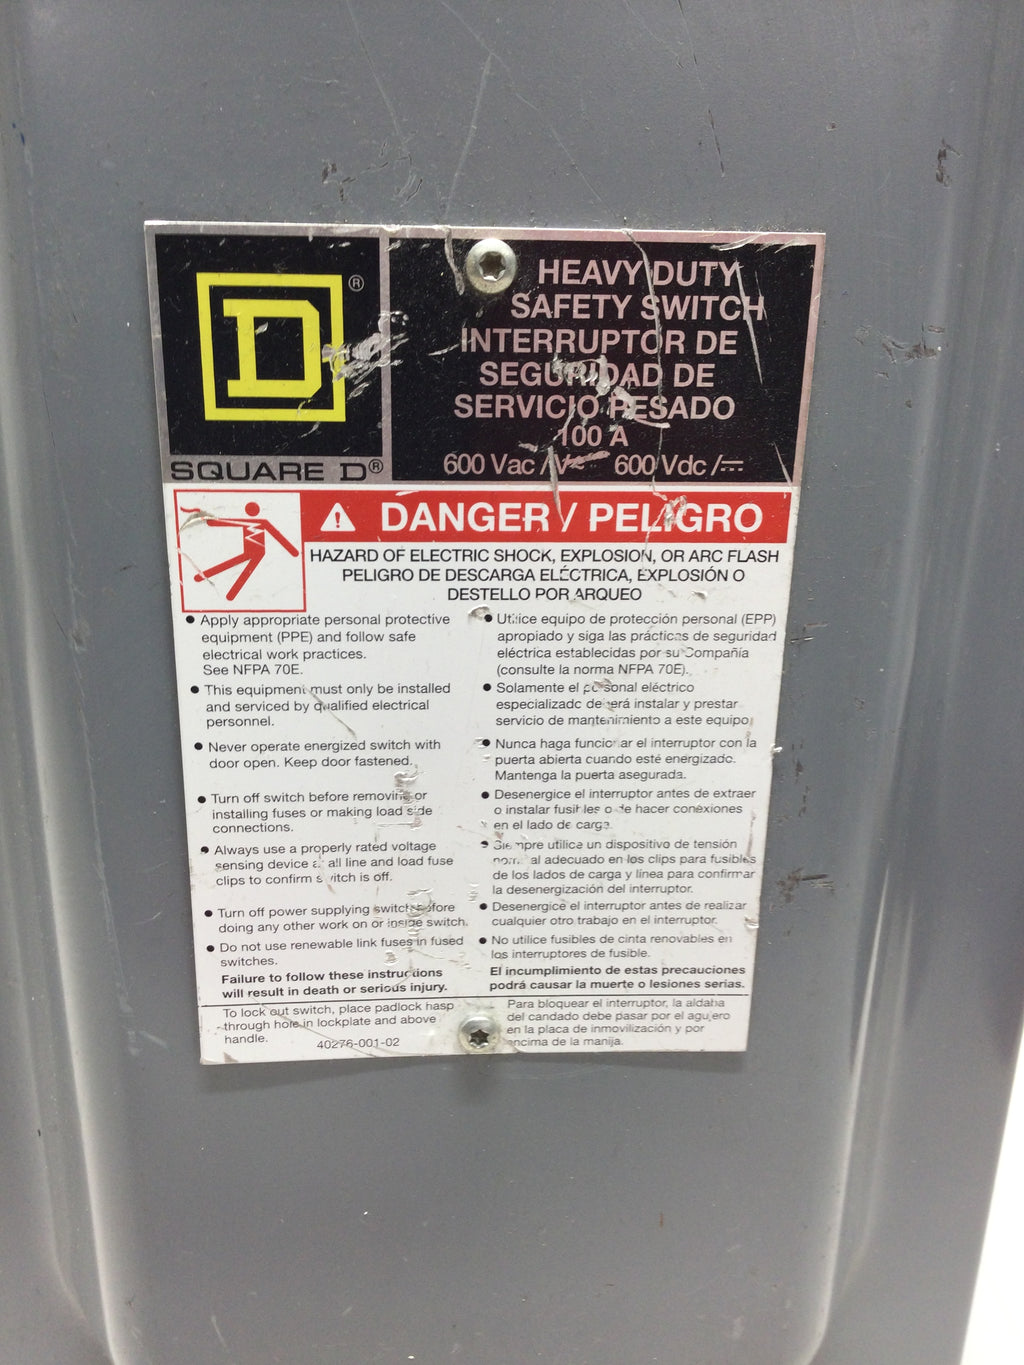 D®
SQUARE D®
HEAVY DUTY
SAFETY SWITCH
INTERRUPTOR DE
SEGURIDAD DE
SERVICIO PESADO
100 A
600 Vac / V~ 600 Vdc / ⎓
DANGER / PELIGRO
HAZARD OF ELECTRIC SHOCK, EXPLOSION, OR ARC FLASH
PELIGRO DE DESCARGA ELÉCTRICA, EXPLOSIÓN O
DESTELLO POR ARQUEO
● Apply appropriate personal protective
equipment (PPE) and follow safe
electrical work practices.
See NFPA 70E.
● This equipment must only be installed
and serviced by qualified electrical
personnel.
● Never operate energized switch with
door open. Keep door fastened.
● Turn off switch before removing or
installing fuses or making load side
connections.
● Always use a properly rated voltage
sensing device at all line and load fuse
clips to confirm switch is off.
● Turn off power supplying switch before
doing any other work on or inside switch.
● Do not use renewable link fuses in fused
switches.
Failure to follow these instructions
will result in death or serious injury.
● Utilice equipo de protección personal (EPP)
apropiado y siga las prácticas de seguridad
eléctrica establecidas por su Compañía
(consulte la norma NFPA 70E).
● Solamente el personal eléctrico
especializado deberá instalar y prestar
servicio de mantenimiento a este equipo.
● Nunca haga funcionar el interruptor con la
puerta abierta cuando esté energizado.
Mantenga la puerta asegurada.
● Desenergice el interruptor antes de extraer
o instalar fusibles o de hacer conexiones
en el lado de carga.
● Siempre utilice un dispositivo de tensión
nominal adecuado en los clips para fusibles
de los lados de carga y línea para confirmar
la desenergización del interruptor.
● Desenergice el interruptor antes de realizar
cualquier otro trabajo en el interruptor.
● No utilice fusibles de cinta renovables en
los interruptores de fusible.
El incumplimiento de estas precauciones
podrá causar la muerte o lesiones serias.
To lock out switch, place padlock hasp
through hole in lockplate and above
handle.
40276-001-02
Para bloquear el interruptor, la aldaba
del candado debe pasar por el agujero
en la placa de inmovilización y por
encima de la manija.